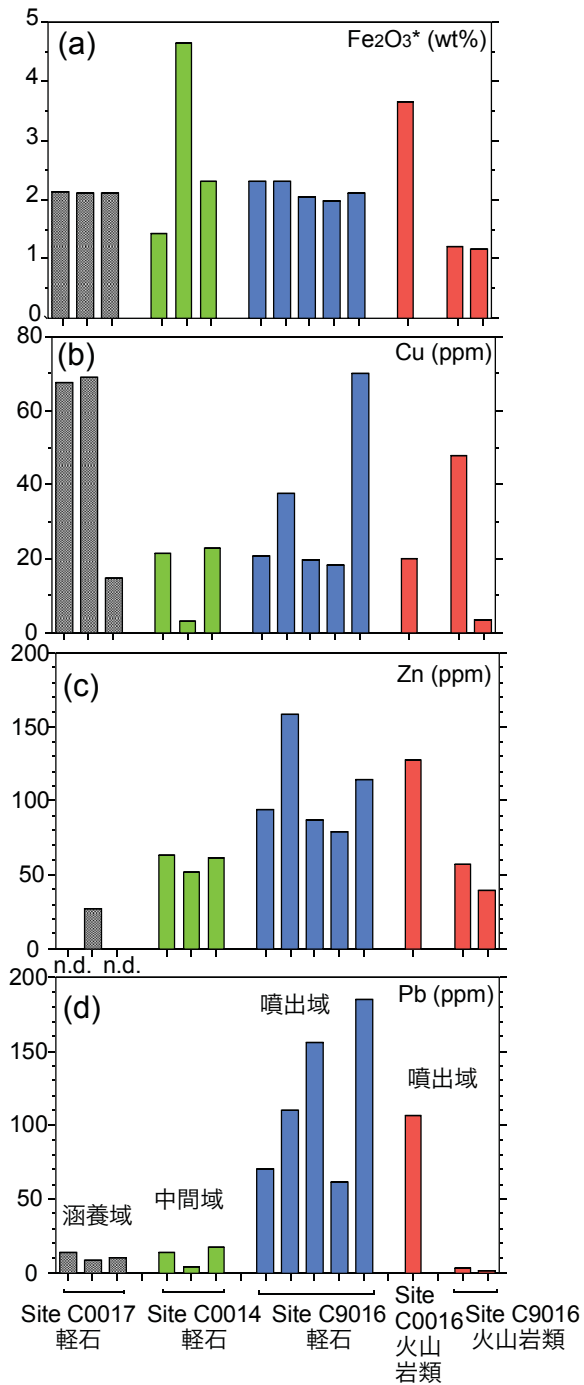 5
(a)
Fe2O3* (wt%)
4
3
2
1
0
80
(b)
Cu (ppm)
60
40
20
0
200
(c)
Zn (ppm)
150
100
50
0
n.d. n.d.
200
(d)
噴出域
Pb (ppm)
150
噴出域
100
50
涵養域
中間域
0
Site C0017
軽石
Site C0014
軽石
Site C9016
軽石
Site
C0016
火山
岩類
Site C9016
火山岩類